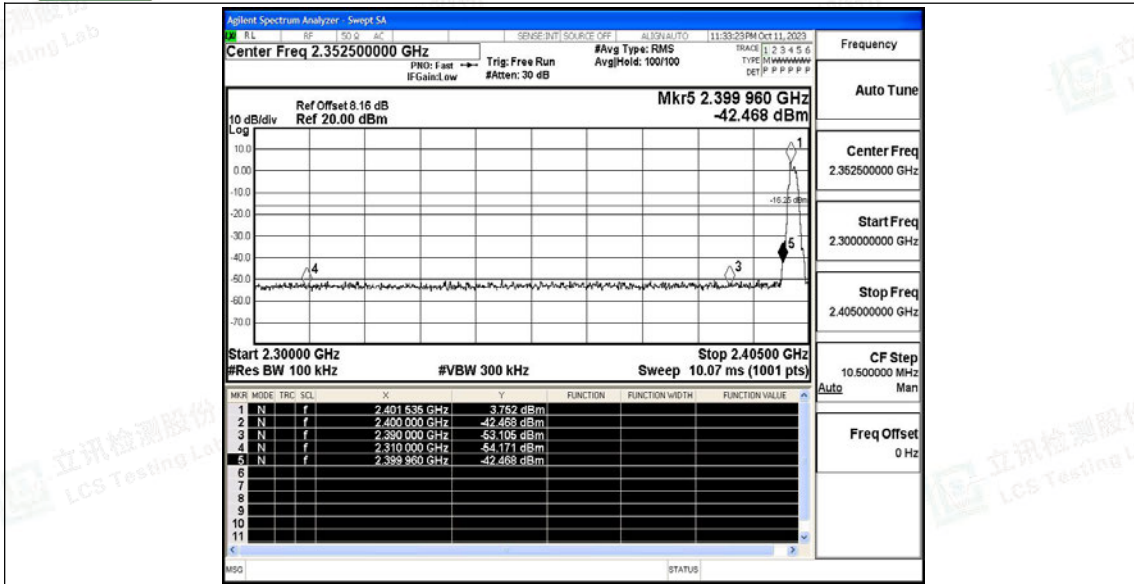 Agilent Spectrum Analyzer - Swept SA
RL RF 50 Ω AC SENSE:INT SOURCE OFF ALIGNAUTO 11:33:23PM Oct 11, 2023
Center Freq 2.352500000 GHz #Avg Type: RMS TRACE 1 2 3 4 5 6
PNO: Fast Trig: Free Run Avg|Hold: 100/100 TYPE M
IFGain:Low #Atten: 30 dB DET P P P P P P
Ref Offset 8.16 dB Mkr5 2.399 960 GHz
10 dB/div Ref 20.00 dBm -42.468 dBm
Log
10.0
0.00
-10.0
-16.25 dBm
-20.0
-30.0
-40.0
-50.0
-60.0
-70.0
1
5
4
3
Start 2.30000 GHz Stop 2.40500 GHz
#Res BW 100 kHz #VBW 300 kHz Sweep 10.07 ms (1001 pts)
MKR MODE TRC SCL X Y FUNCTION FUNCTION WIDTH FUNCTION VALUE
1 N f 2.401 535 GHz 3.752 dBm
2 N f 2.400 000 GHz -42.468 dBm
3 N f 2.390 000 GHz -53.105 dBm
4 N f 2.310 000 GHz -54.171 dBm
5 N f 2.399 960 GHz -42.468 dBm
6
7
8
9
10
11
MSG STATUS
Frequency
Auto Tune
Center Freq
2.352500000 GHz
Start Freq
2.300000000 GHz
Stop Freq
2.405000000 GHz
CF Step
10.500000 MHz
Auto Man
Freq Offset
0 Hz
立讯检测股份
LCS Testing Lab
立讯检测股份